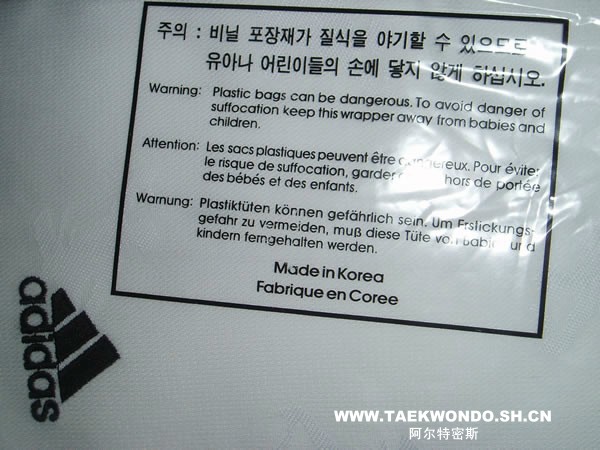 주의 : 비닐 포장재가 질식을 야기할 수 있으므로
유아나 어린이들의 손에 닿지 않게 하십시오.
Warning: Plastic bags can be dangerous. To avoid danger of
suffocation keep this wrapper away from babies and
children.
Attention: Les sacs plastiques peuvent être Pour éviter
le risque de suffocation, garder hors de portée
des bébés et des enfants.
Warnung: Plastiktüten können gefährlich sein. Um Erslickungs-
gefahr zu vermeiden, muß diese Tüte von und
kindern ferngehalten werden.
Made in Korea
Fabrique en Coree
adidas
WWW.TAEKWONDO.SH.CN
阿尔特密斯